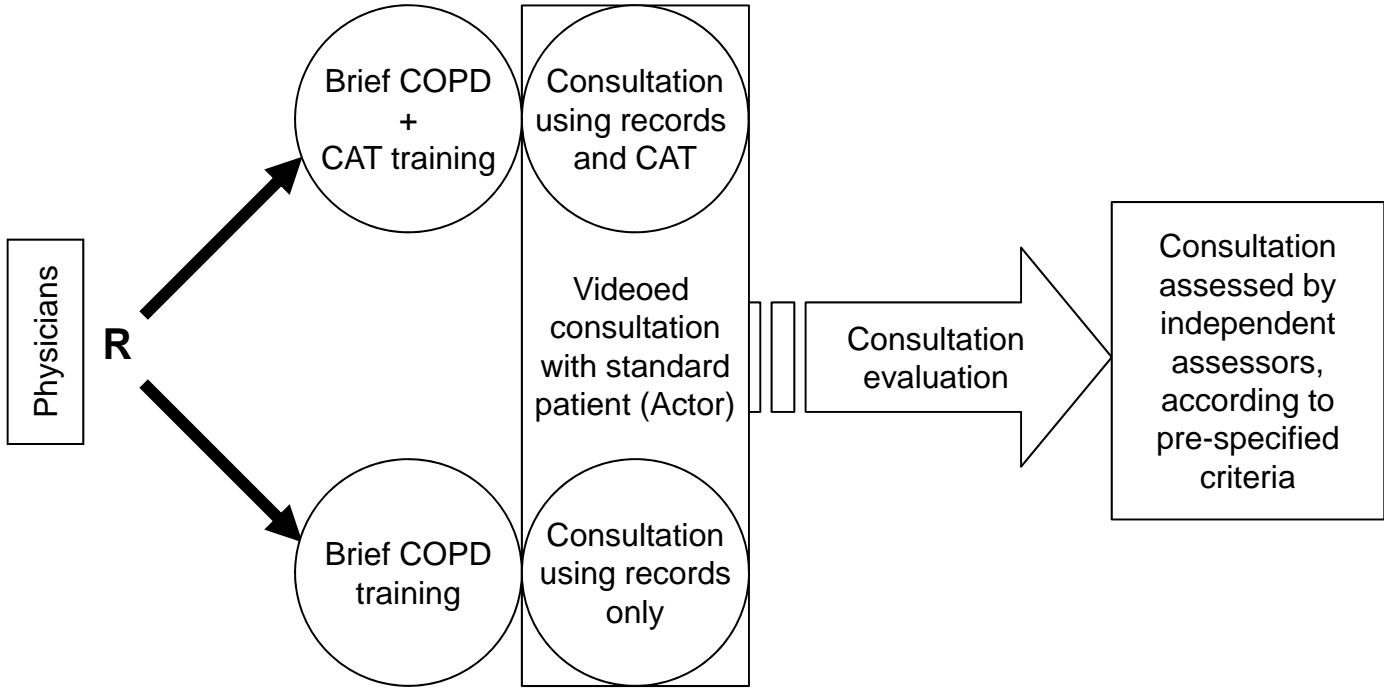 Physicians
R
Brief COPD
+
CAT training
Consultation
using records
and CAT
Videoed
consultation
with standard
patient (Actor)
Brief COPD
training
Consultation
using records
only
Consultation
evaluation
Consultation
assessed by
independent
assessors,
according to
pre-specified
criteria